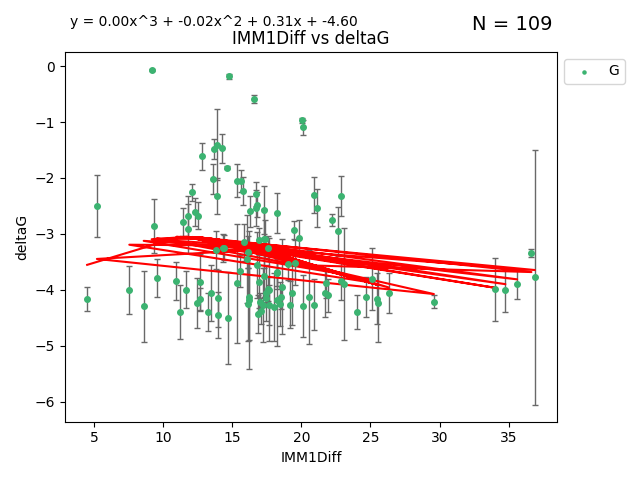 y = 0.00x^3 + -0.02x^2 + 0.31x + -4.60
N = 109
IMM1Diff vs deltaG
G
0
−1
−2
−3
−4
−5
−6
deltaG
5 10 15 20 25 30 35
IMM1Diff